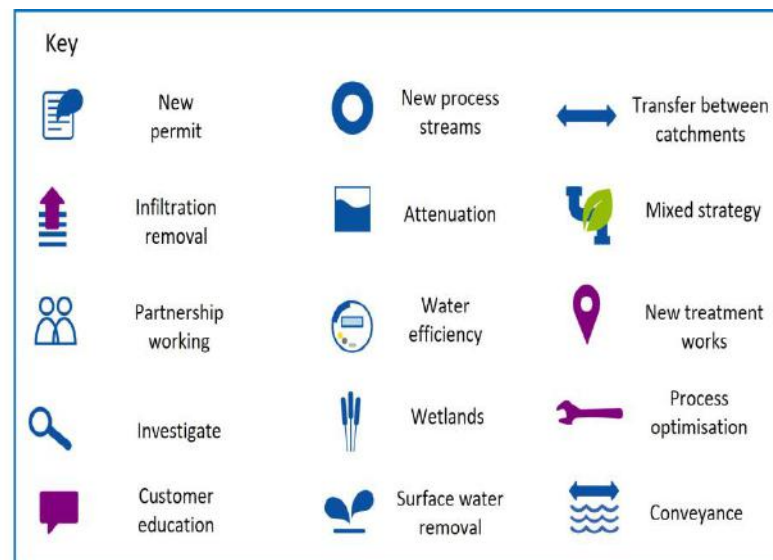 Key
New
permit
New process
streams
Transfer between
catchments
Infiltration
removal
Attenuation
Mixed strategy
Partnership
working
Water
efficiency
New treatment
works
Investigate
Wetlands
Process
optimisation
Customer
education
Surface water
removal
Conveyance